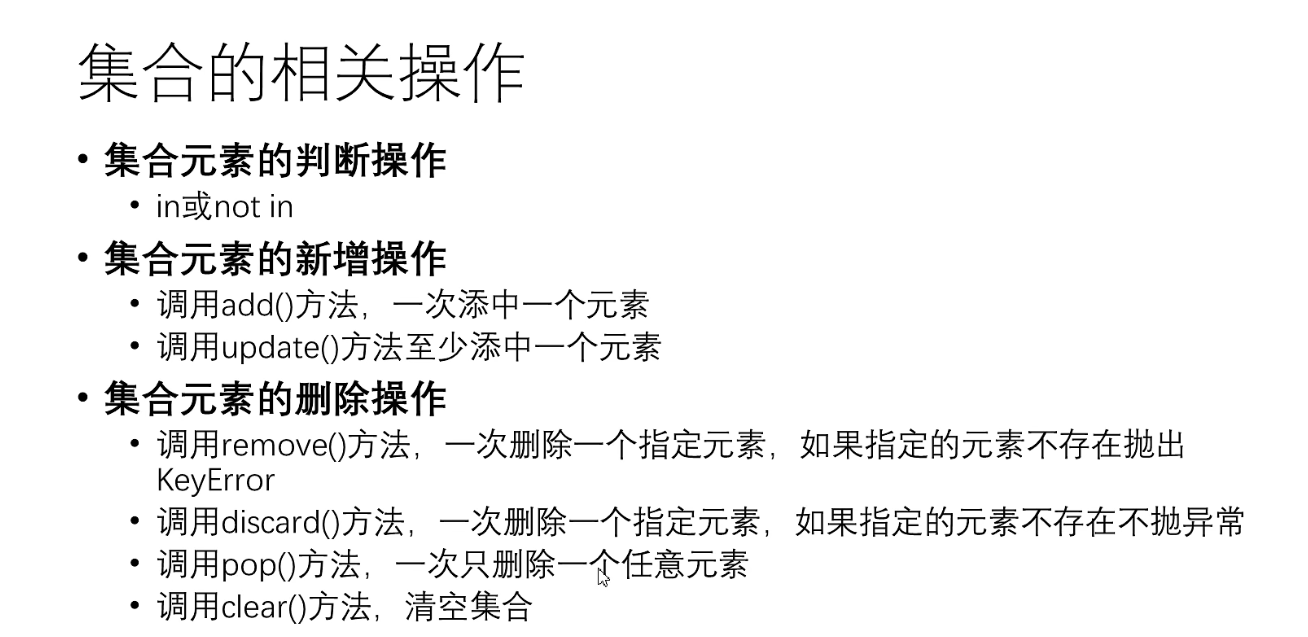 集合的相关操作
• 集合元素的判断操作
• in或not in
• 集合元素的新增操作
• 调用add()方法，一次添中一个元素
• 调用update()方法至少添中一个元素
• 集合元素的删除操作
• 调用remove()方法，一次删除一个指定元素，如果指定的元素不存在抛出
KeyError
• 调用discard()方法，一次删除一个指定元素，如果指定的元素不存在不抛异常
• 调用pop()方法，一次只删除一个任意元素
• 调用clear()方法，清空集合